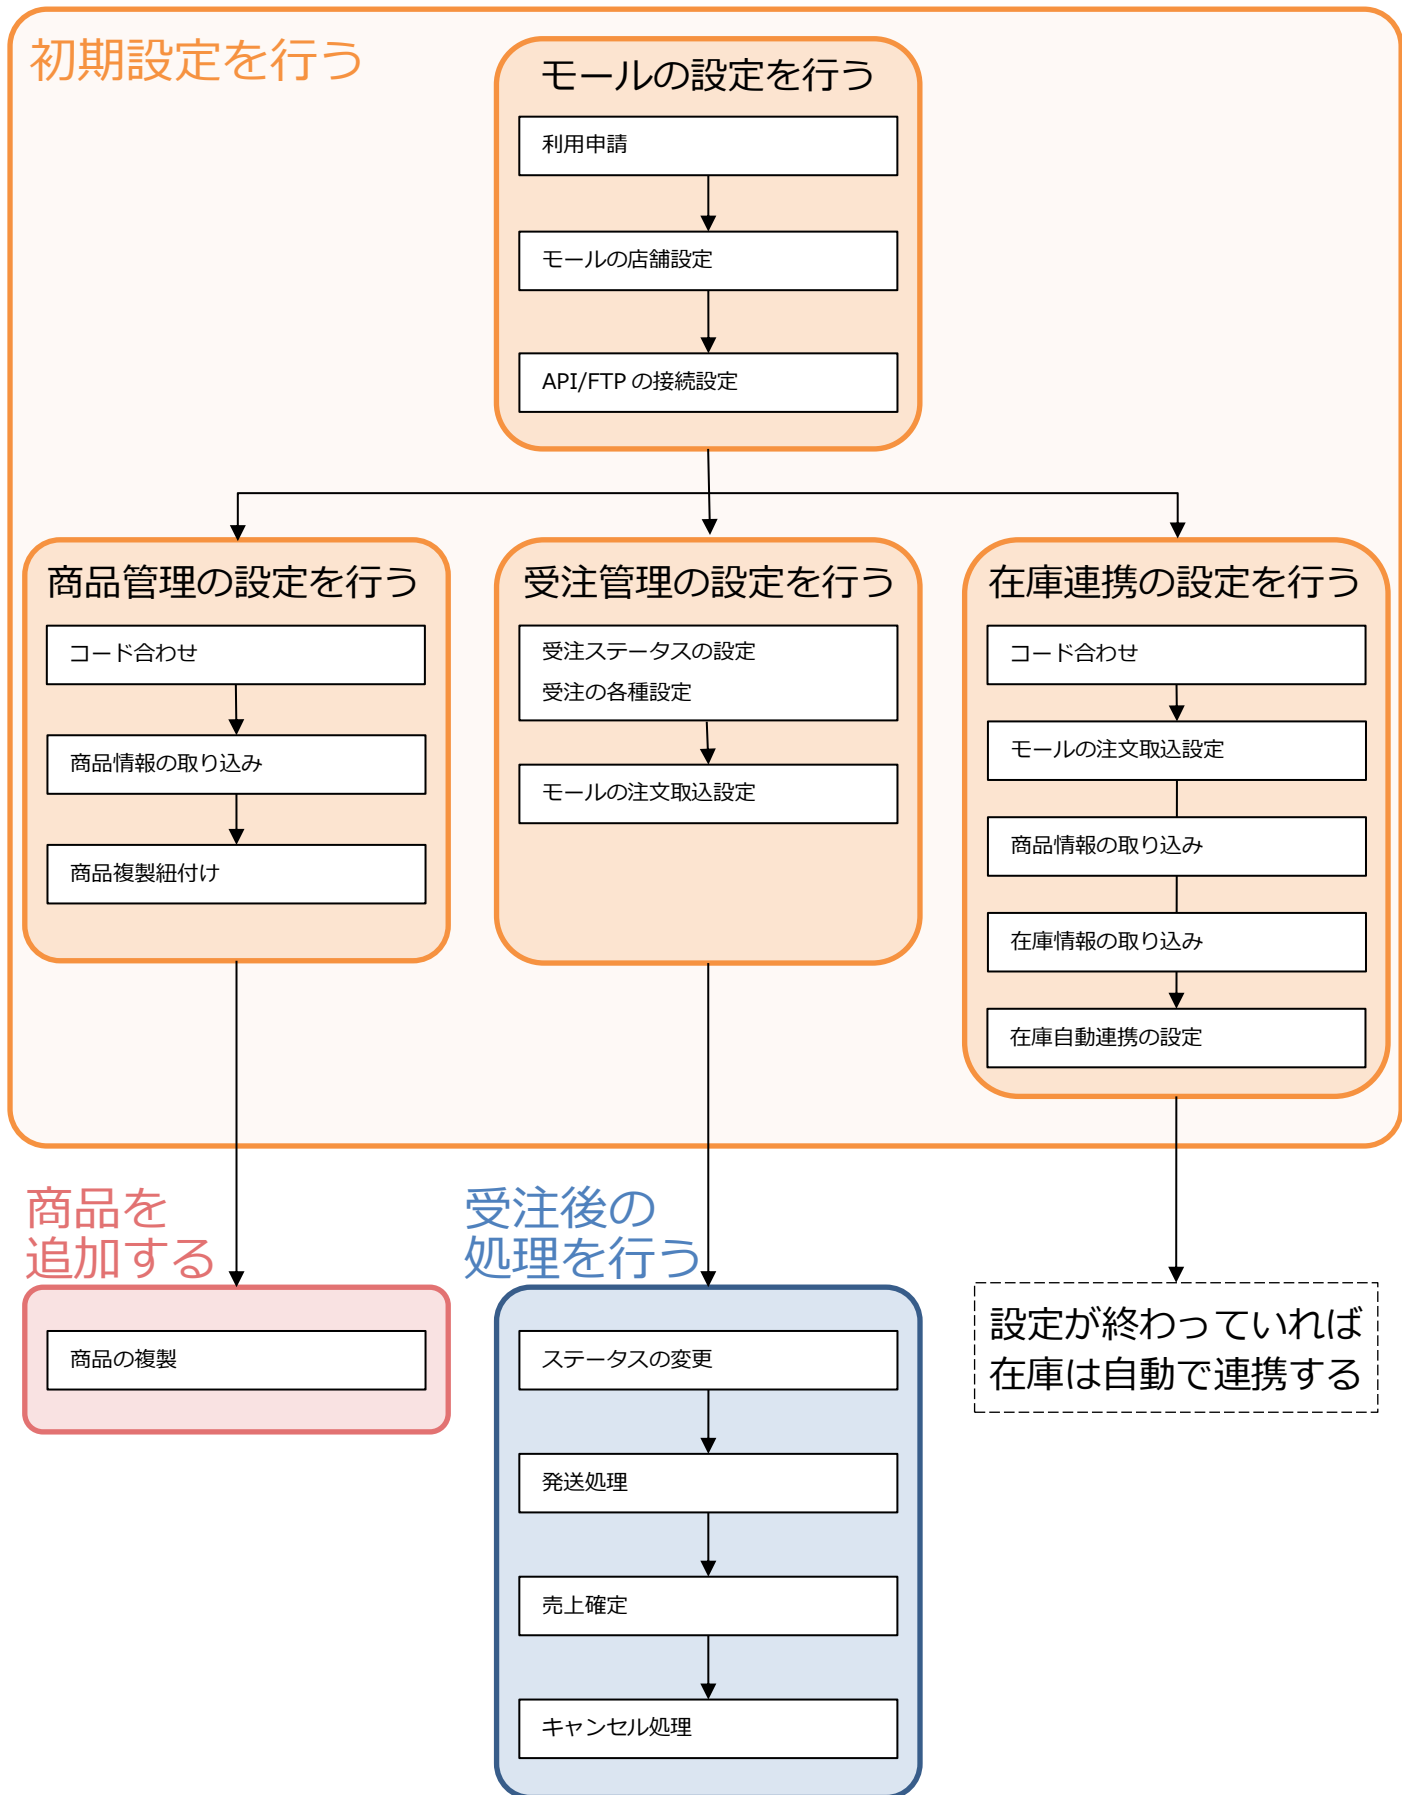 初期設定を行う
モールの設定を行う
利用申請
モールの店舗設定
API/FTP の接続設定
商品管理の設定を行う
コード合わせ
商品情報の取り込み
商品複製紐付け
受注管理の設定を行う
受注ステータスの設定
受注の各種設定
モールの注文取込設定
在庫連携の設定を行う
コード合わせ
モールの注文取込設定
商品情報の取り込み
在庫情報の取り込み
在庫自動連携の設定
商品を
追加する
商品の複製
受注後の
処理を行う
ステータスの変更
発送処理
売上確定
キャンセル処理
設定が終わっていれば
在庫は自動で連携する